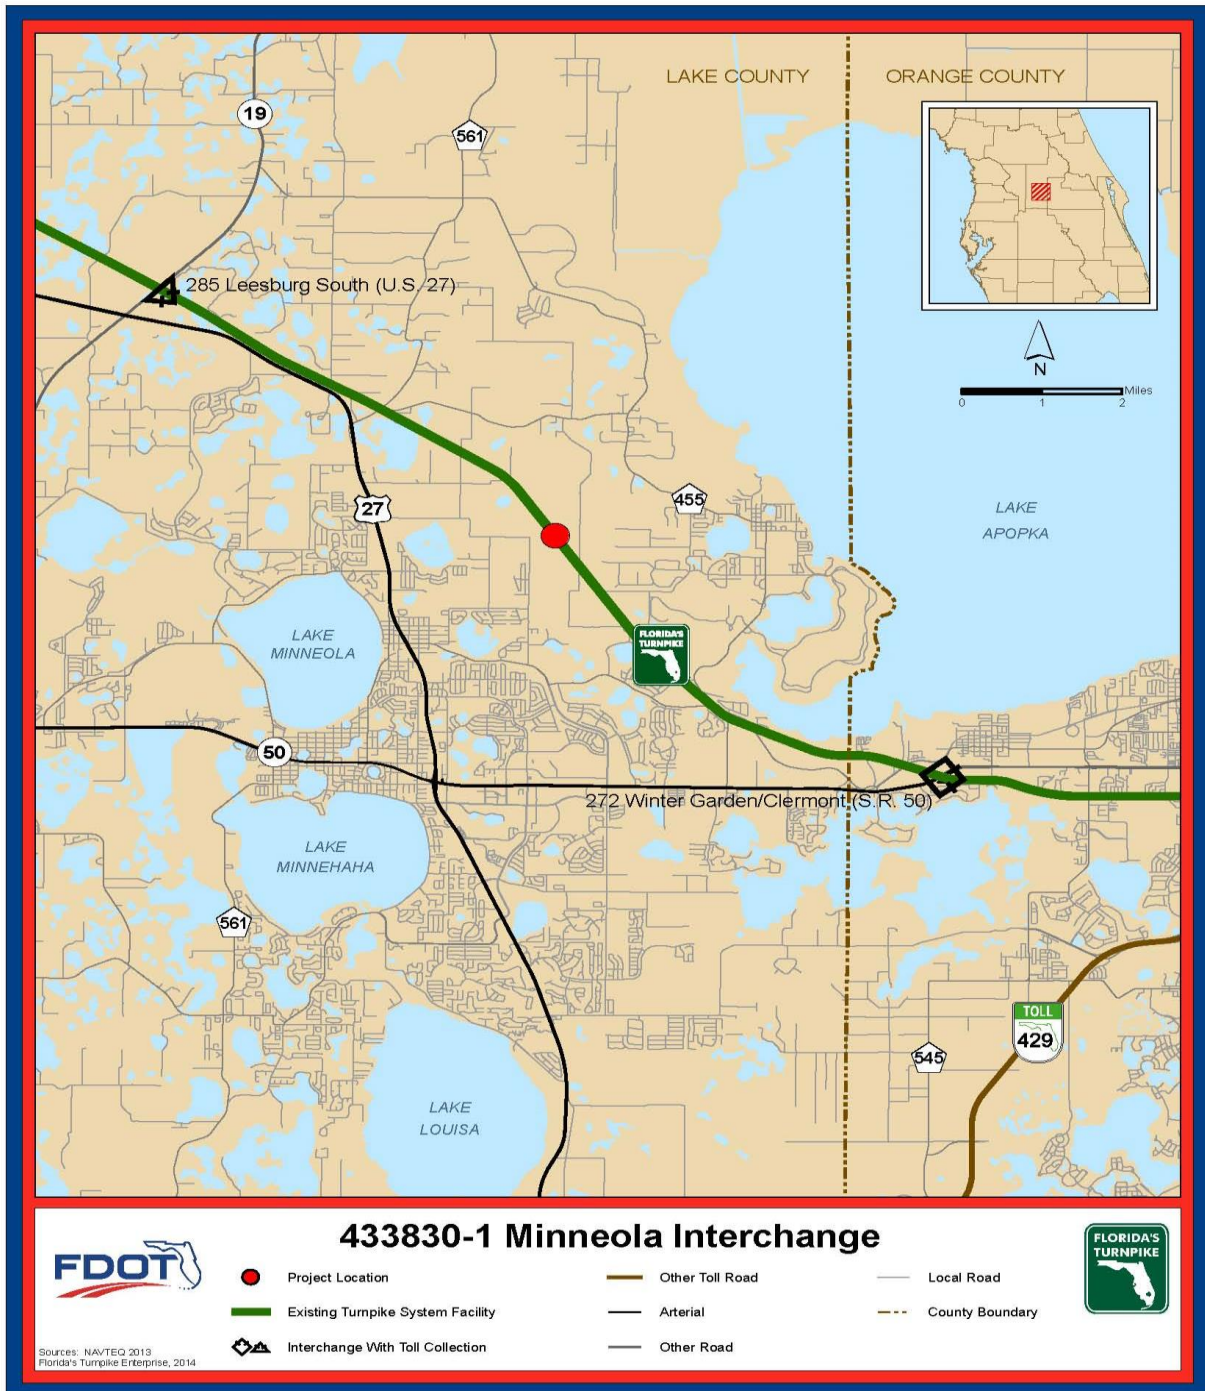 LAKE COUNTY
ORANGE COUNTY
19
561
285 Leesburg South (U.S. 27)
N
Miles
0 1 2
455
27
LAKE
APOPKA
LAKE
MINNEOLA
FLORIDA'S
TURNPIKE
50
272 Winter Garden/Clermont (S.R. 50)
LAKE
MINNEHAHA
561
TOLL
429
545
LAKE
LOUISA
433830-1 Minneola Interchange
FDOT
Project Location
Other Toll Road
Local Road
Existing Turnpike System Facility
Arterial
County Boundary
Interchange With Toll Collection
Other Road
FLORIDA'S
TURNPIKE
Sources: NAVTEQ 2013
Florida's Turnpike Enterprise, 2014